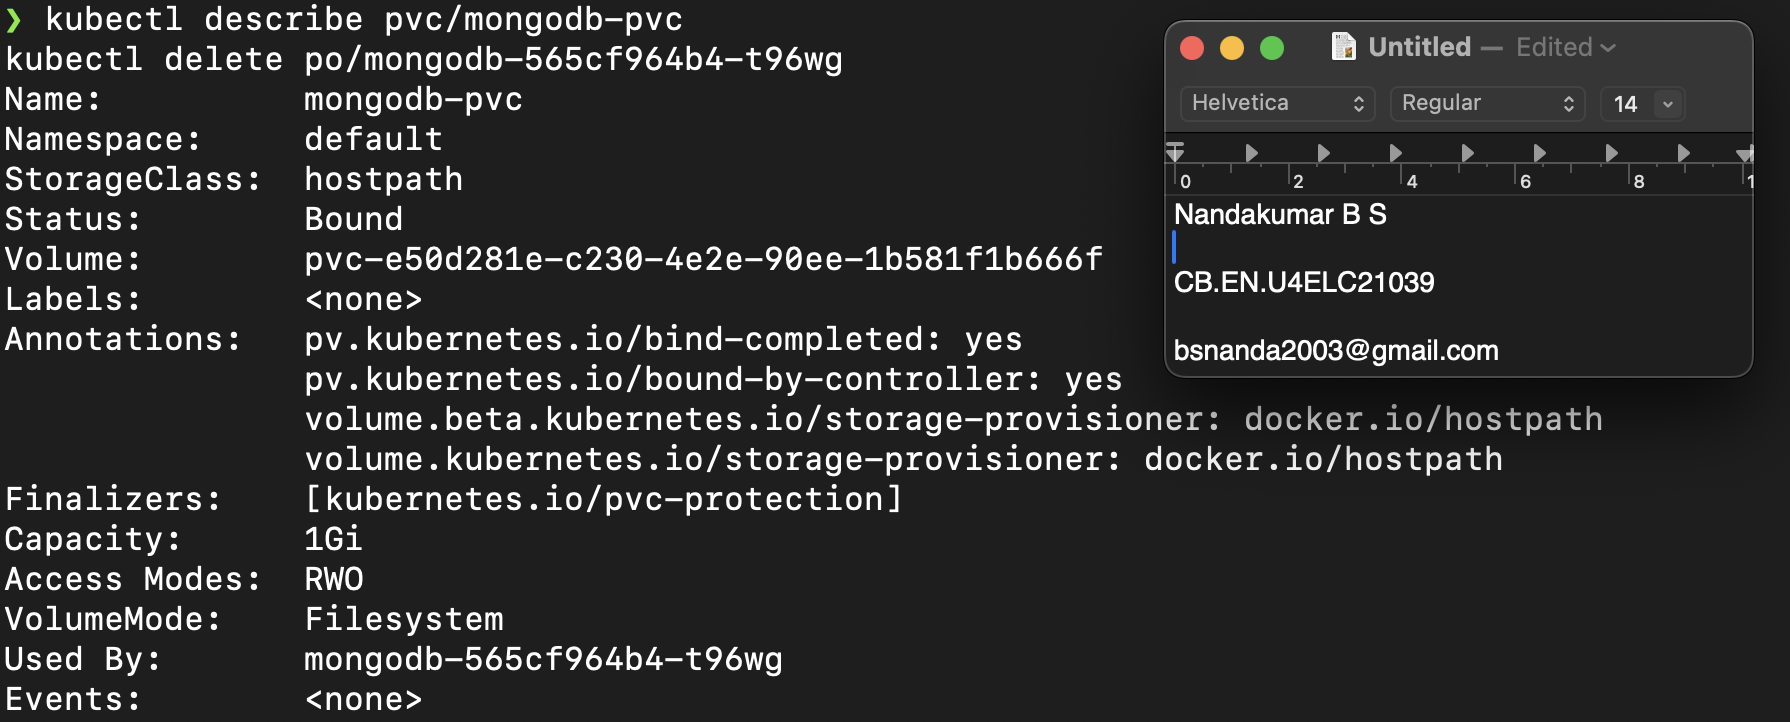 ❯ kubectl describe pvc/mongodb-pvc
kubectl delete po/mongodb-565cf964b4-t96wg
Name:          mongodb-pvc
Namespace:     default
StorageClass:  hostpath
Status:        Bound
Volume:        pvc-e50d281e-c230-4e2e-90ee-1b581f1b666f
Labels:        <none>
Annotations:   pv.kubernetes.io/bind-completed: yes
               pv.kubernetes.io/bound-by-controller: yes
               volume.beta.kubernetes.io/storage-provisioner: docker.io/hostpath
               volume.kubernetes.io/storage-provisioner: docker.io/hostpath
Finalizers:    [kubernetes.io/pvc-protection]
Capacity:      1Gi
Access Modes:  RWO
VolumeMode:    Filesystem
Used By:       mongodb-565cf964b4-t96wg
Events:        <none>
Untitled — Edited
Helvetica Regular 14
0 2 4 6 8 1
Nandakumar B S
CB.EN.U4ELC21039
bsnanda2003@gmail.com